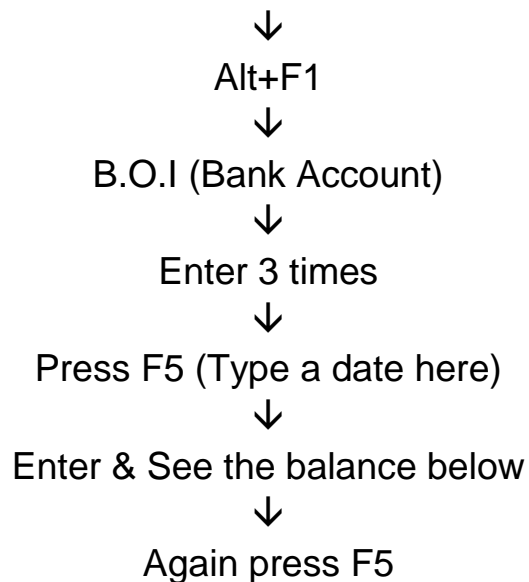 ↓
Alt+F1
↓
B.O.I (Bank Account)
↓
Enter 3 times
↓
Press F5 (Type a date here)
↓
Enter & See the balance below
↓
Again press F5